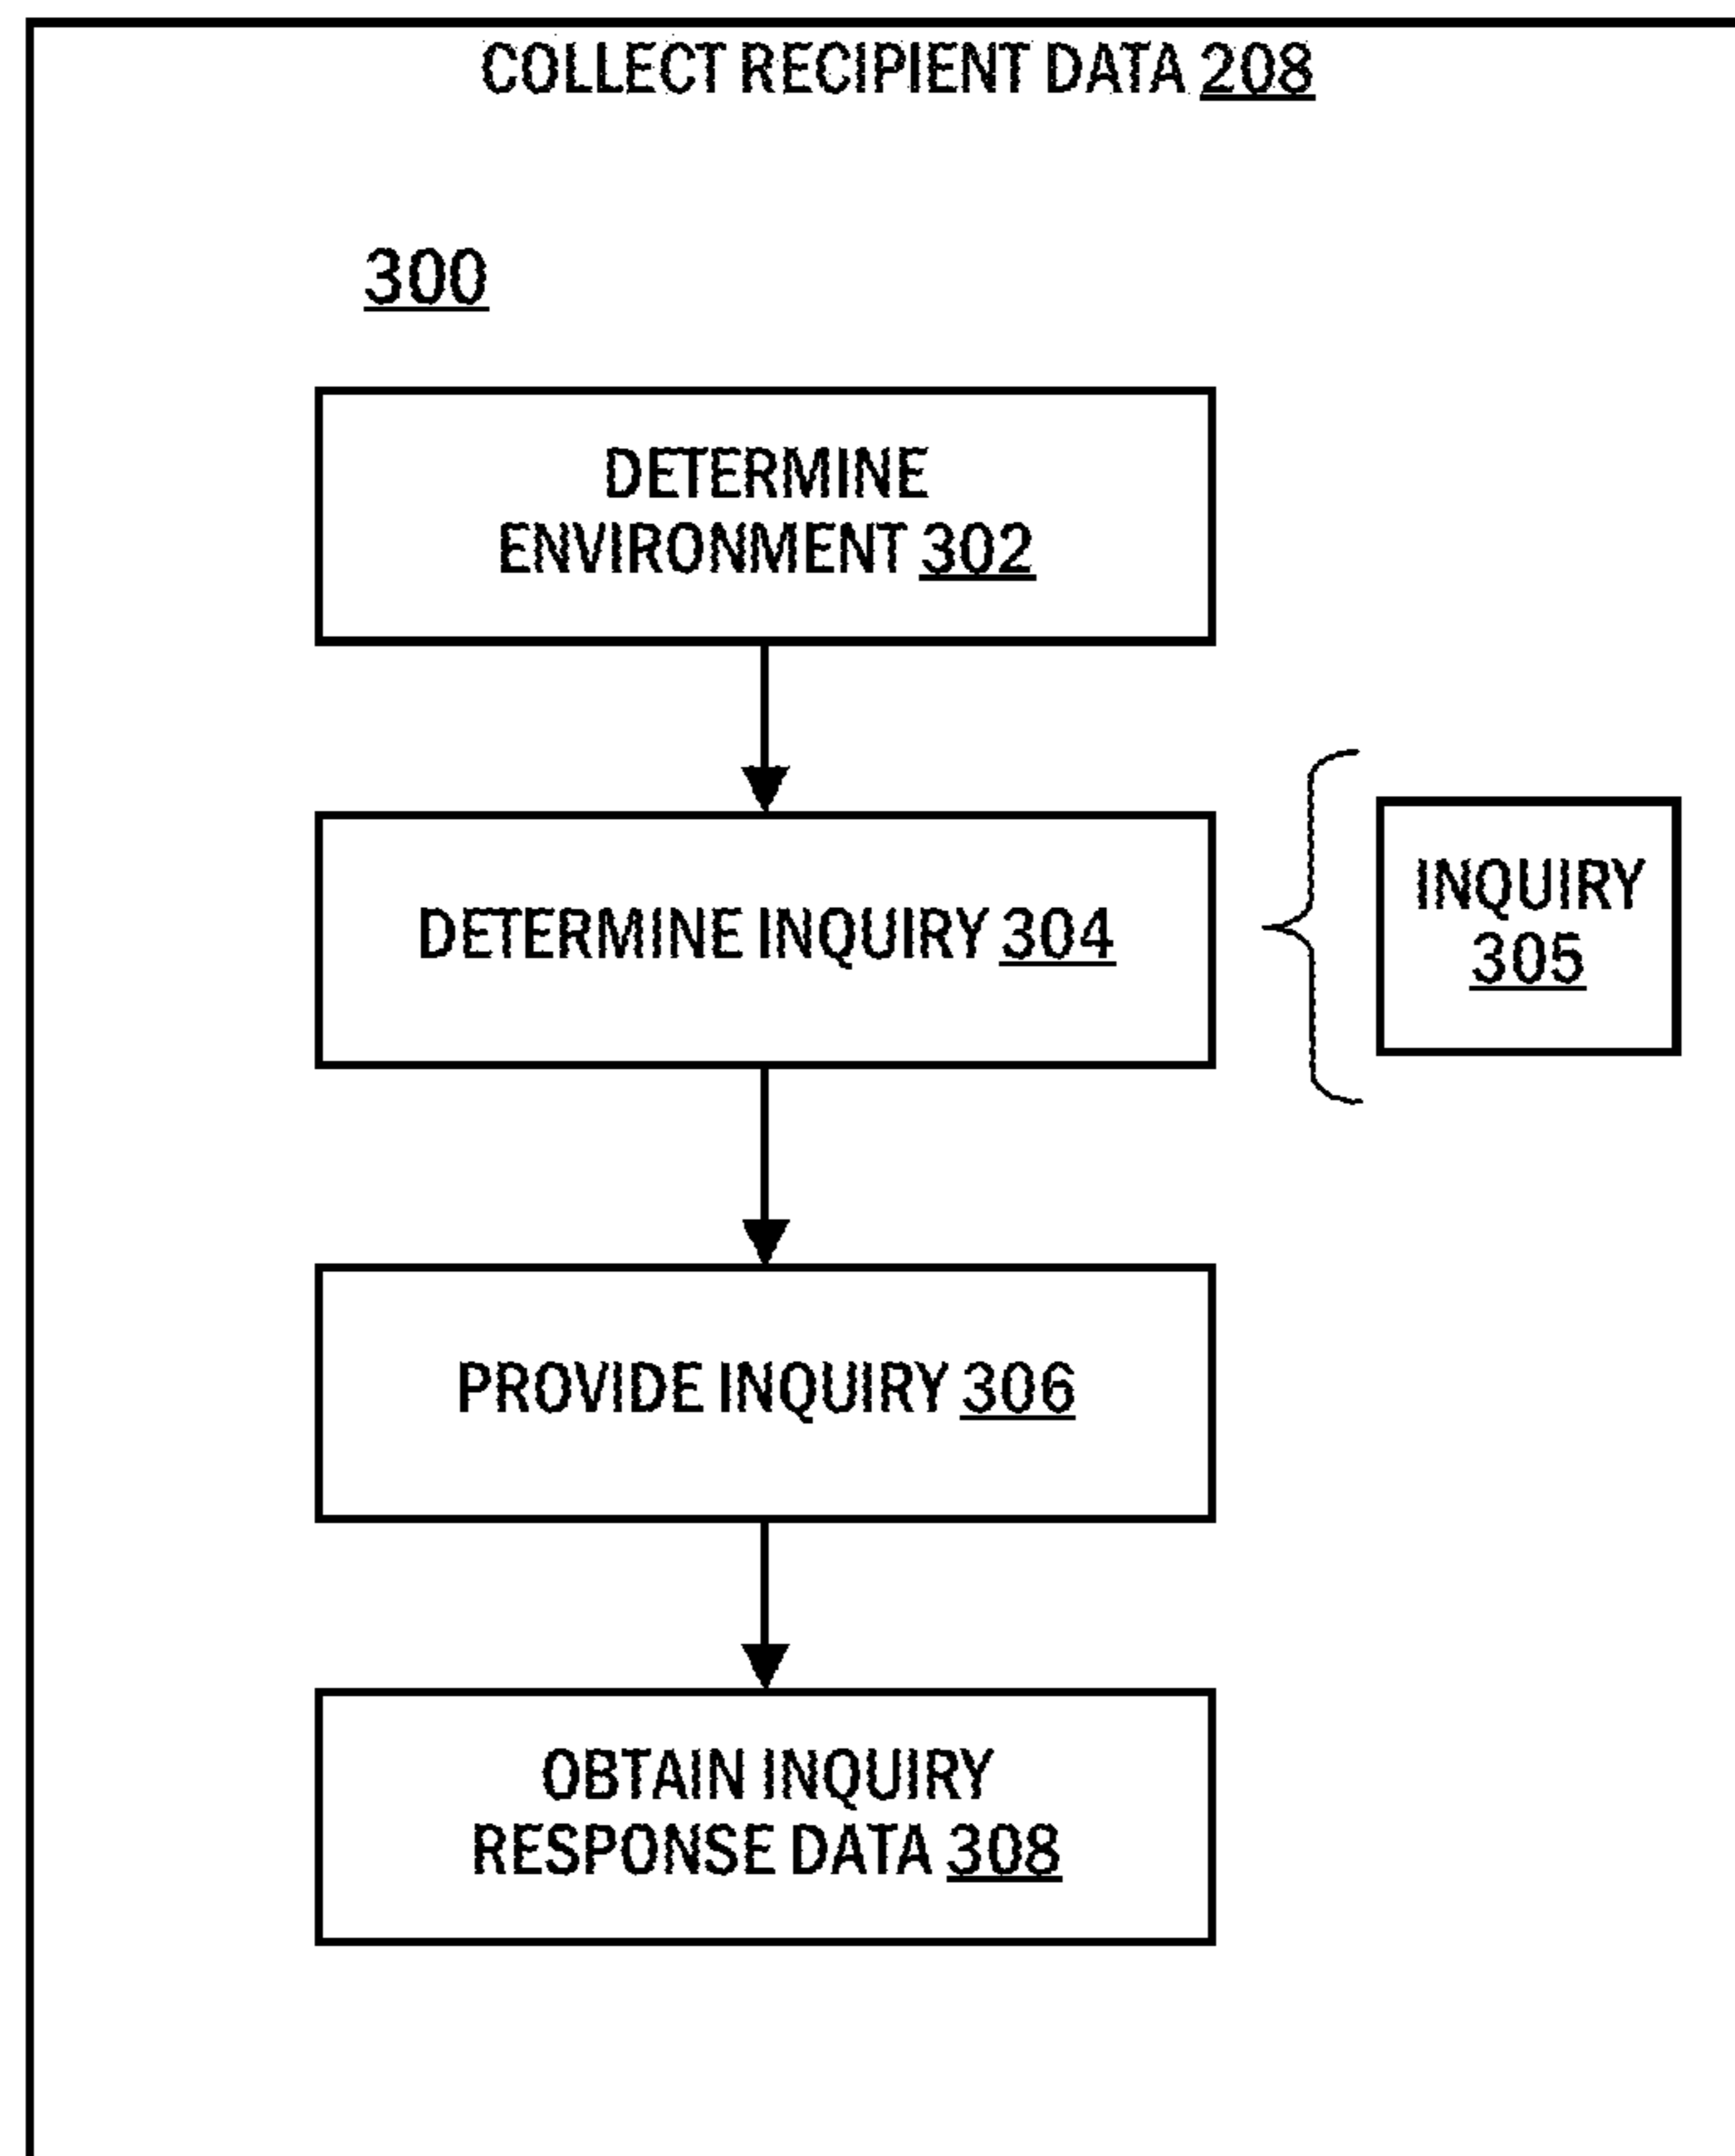 COLLECT RECIPIENT DATA 208
300
DETERMINE
ENVIRONMENT 302
DETERMINE INQUIRY 304
INQUIRY
305
PROVIDE INQUIRY 306
OBTAIN INQUIRY
RESPONSE DATA 308